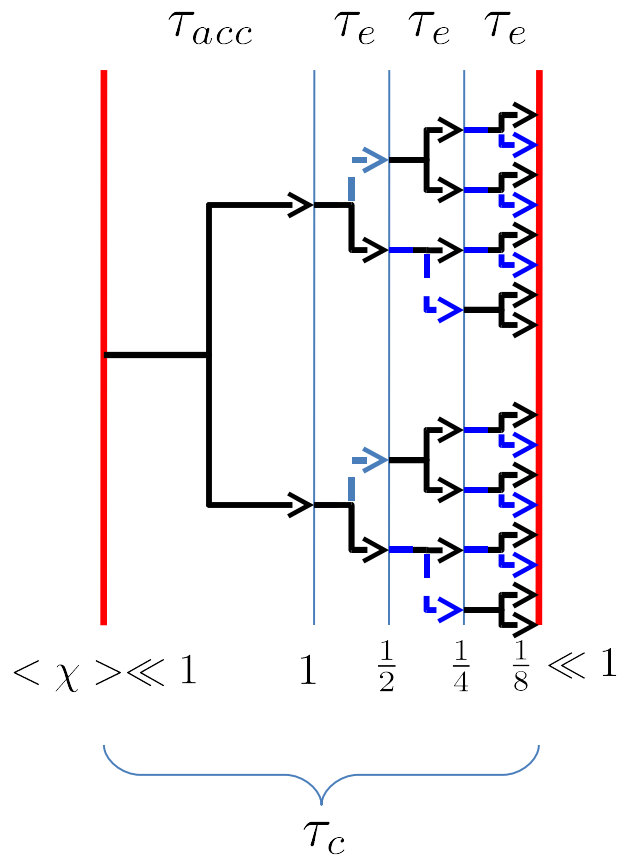 τ_acc τ_e τ_e τ_e
< χ >≪ 1 1 1/2 1/4 1/8 ≪ 1
τ_c